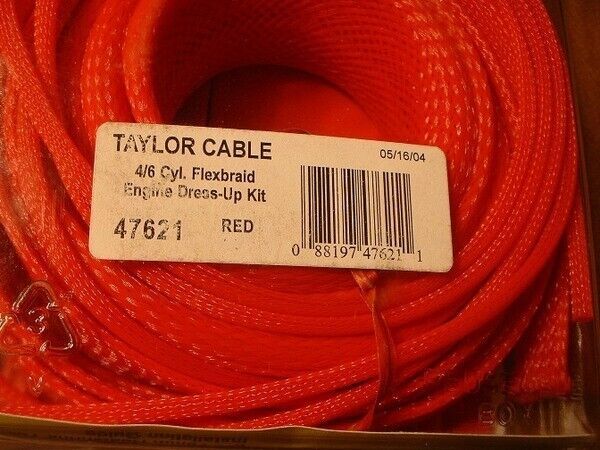 TAYLOR CABLE
05/16/04
4/6 Cyl. Flexbraid
Engine Dress-Up Kit
47621 RED
0 88197 47621 1